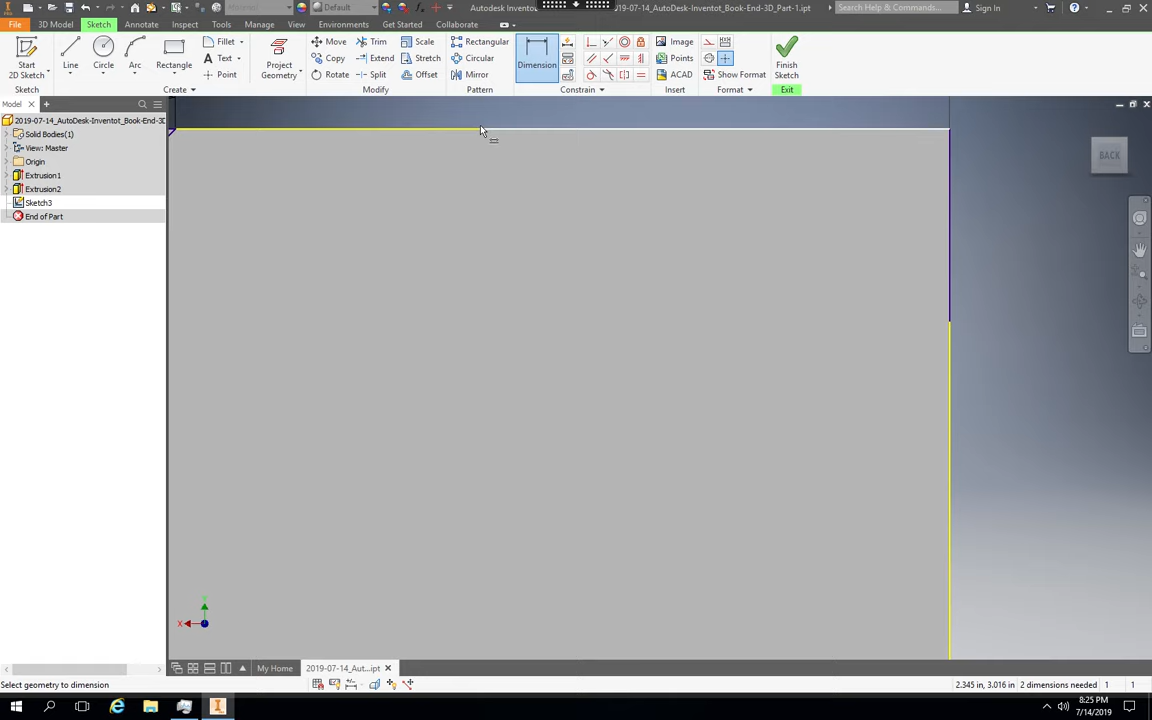 Default
Autodesk Invento
2019-07-14_AutoDesk-Inventot_Book-End-3D_Part-1.ipt
Search Help & Commands...
Sign In
File
3D Model
Sketch
Annotate
Inspect
Tools
Manage
View
Environments
Get Started
Collaborate
Start
2D Sketch
Line
Circle
Arc
Rectangle
Fillet
Text
Point
Project
Geometry
Move
Copy
Rotate
Trim
Extend
Split
Scale
Stretch
Offset
Rectangular
Circular
Mirror
Dimension
Image
Points
ACAD
Show Format
Finish
Sketch
Sketch
Create
Modify
Pattern
Constrain
Insert
Format
Exit
Model
2019-07-14_AutoDesk-Inventot_Book-End-3D
Solid Bodies(1)
View: Master
Origin
Extrusion1
Extrusion2
Sketch3
End of Part
BACK
Y
X
My Home
2019-07-14_Aut...ipt
Select geometry to dimension
2.345 in, 3.016 in
2 dimensions needed
1
1
8:25 PM
7/14/2019